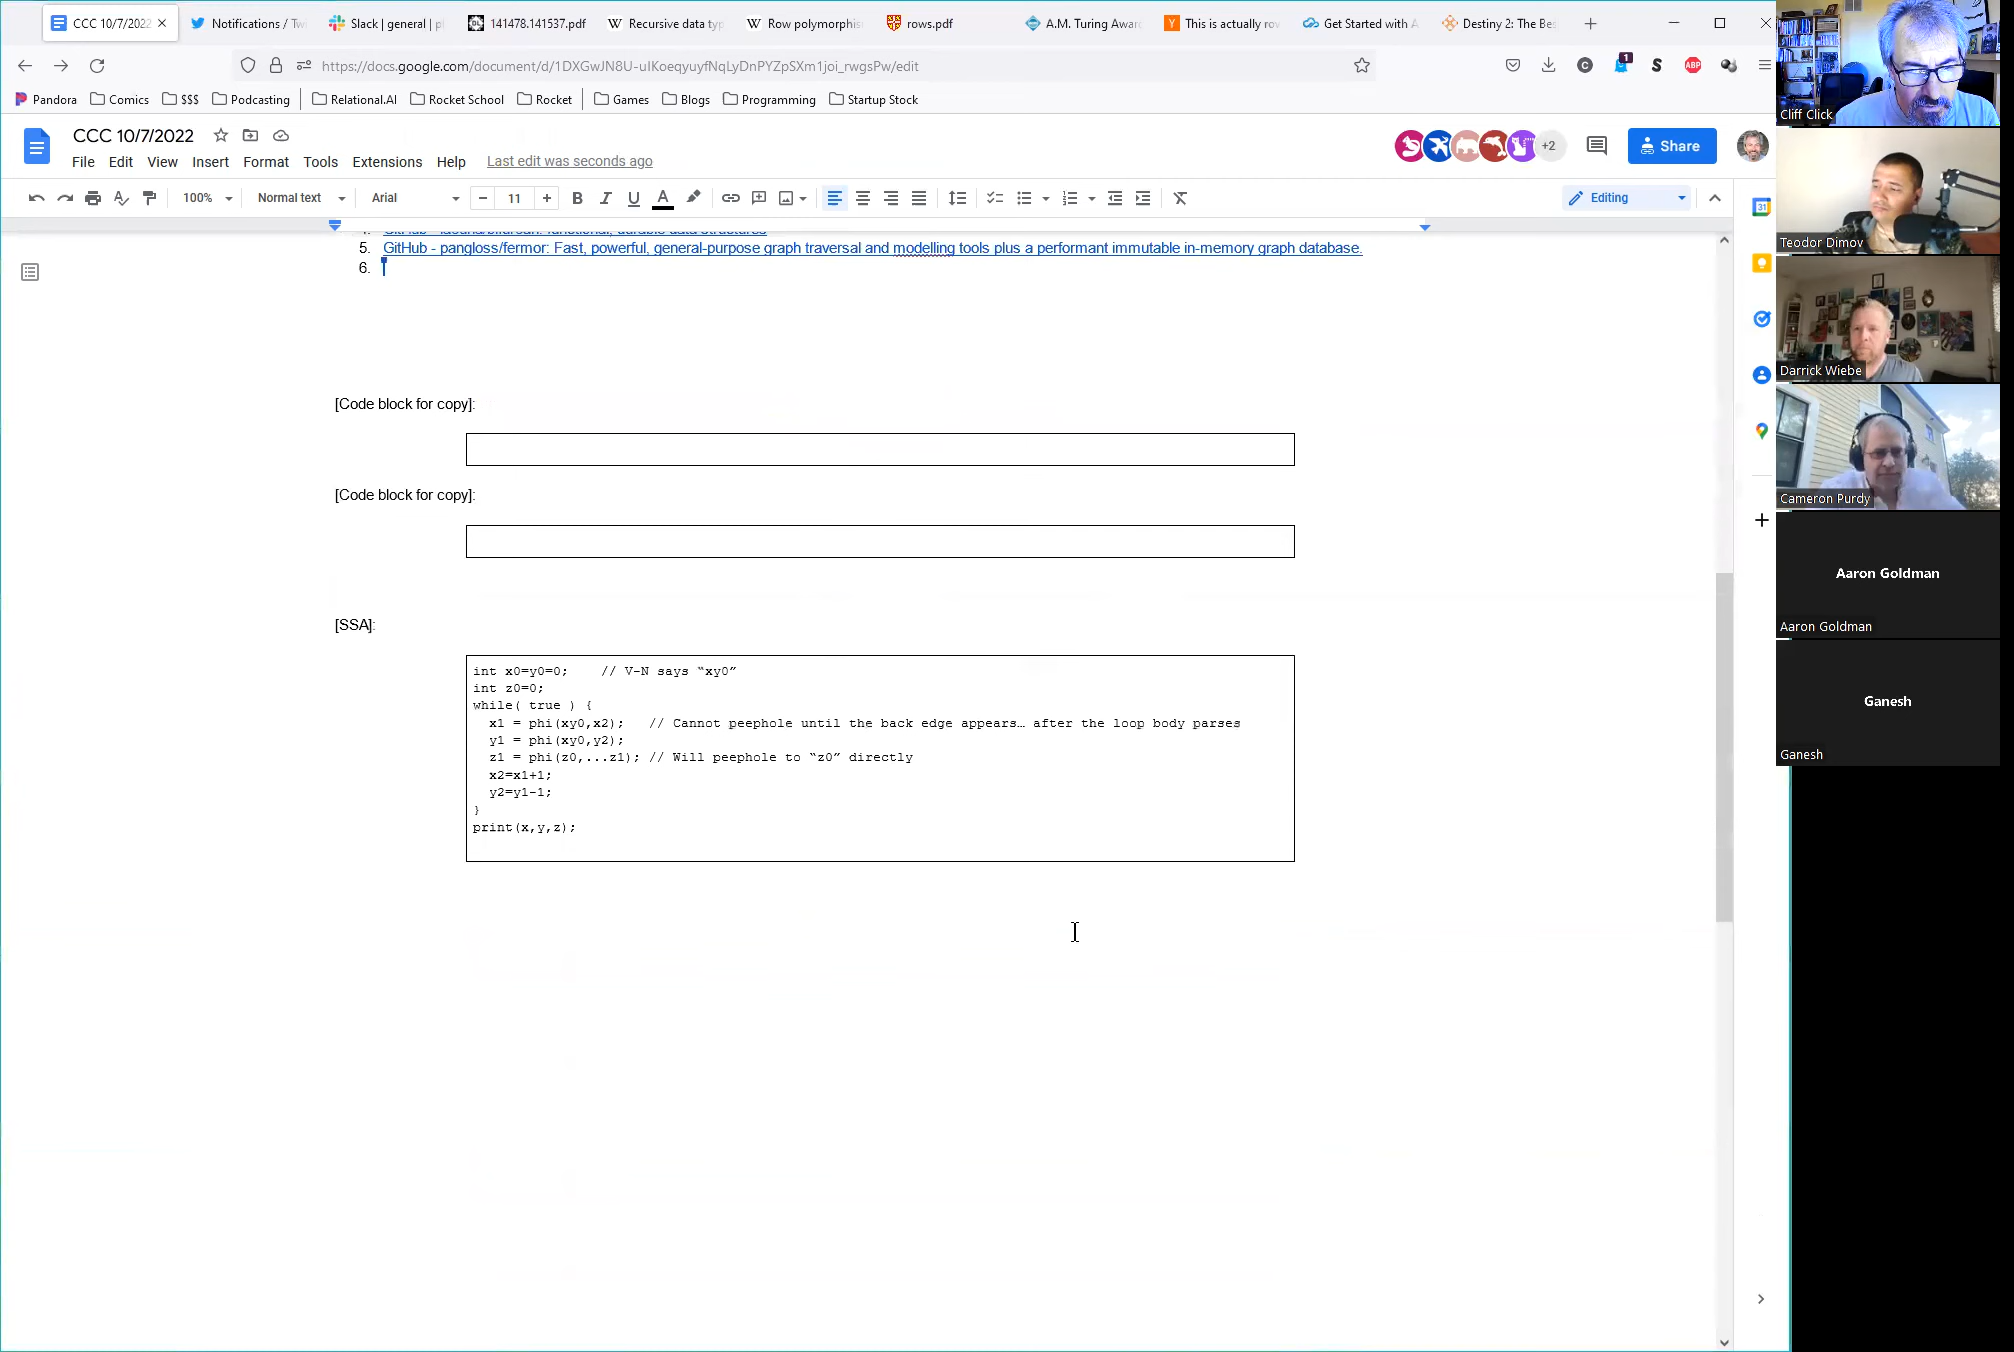 CCC 10/7/2022
Notifications / Tw
Slack | general | p
141478.141537.pdf
Recursive data typ
Row polymorphis
rows.pdf
A.M. Turing Awar
This is actually ro
Get Started with A
Destiny 2: The Be
https://docs.google.com/document/d/1DXGwJN8U-uIKoeqyuyfNqLyDnPYZpSXm1joi_rwgsPw/edit
1
C
S
ABP
Pandora Comics $$$ Podcasting Relational.AI Rocket School Rocket Games Blogs Programming Startup Stock
CCC 10/7/2022
+2
Share
File Edit View Insert Format Tools Extensions Help Last edit was seconds ago
100% Normal text Arial − 11 + B I U A Editing
31
5. GitHub - pangloss/fermor: Fast, powerful, general-purpose graph traversal and modelling tools plus a performant immutable in-memory graph database.
6.
[Code block for copy]:
[Code block for copy]:
[SSA]:
int x0=y0=0; // V-N says “xy0”
int z0=0;
while( true ) {
x1 = phi(xy0,x2); // Cannot peephole until the back edge appears… after the loop body parses
y1 = phi(xy0,y2);
z1 = phi(z0,...z1); // Will peephole to “z0” directly
x2=x1+1;
y2=y1-1;
}
print(x,y,z);
Cliff Click
Teodor Dimov
Darrick Wiebe
Cameron Purdy
Aaron Goldman
Aaron Goldman
Ganesh
Ganesh